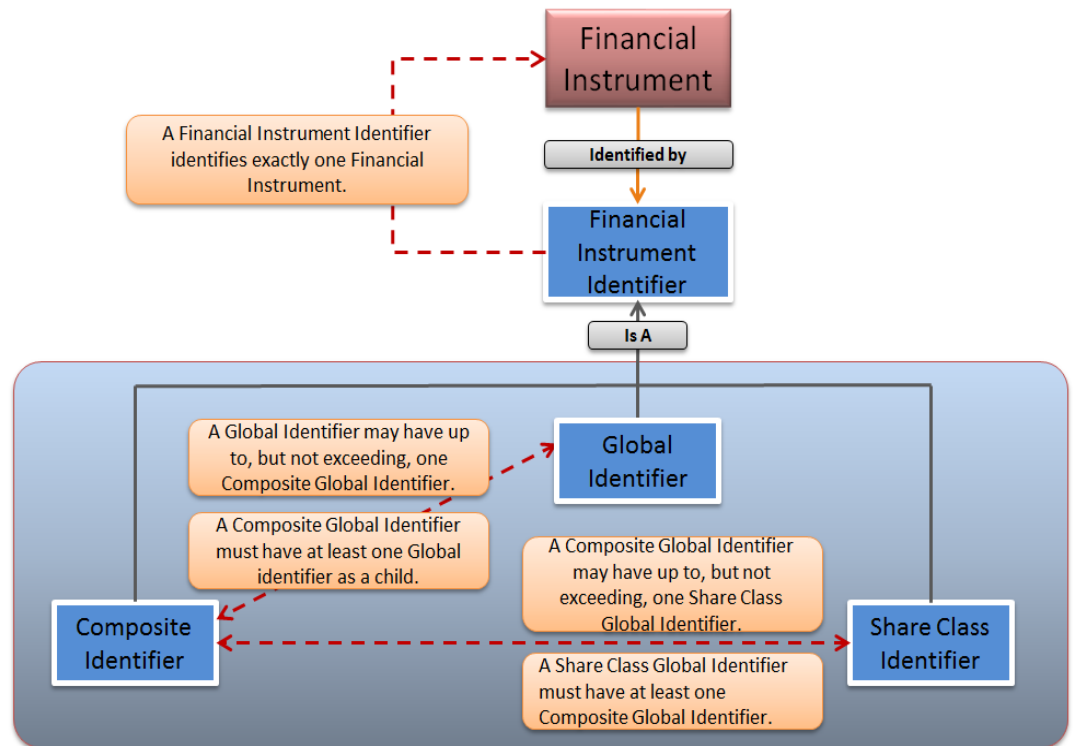 Financial
Instrument
A Financial Instrument Identifier
identifies exactly one Financial
Instrument.
Identified by
Financial
Instrument
Identifier
Is A
A Global Identifier may have up
to, but not exceeding, one
Composite Global Identifier.
Global
Identifier
A Composite Global Identifier
must have at least one Global
identifier as a child.
A Composite Global Identifier
may have up to, but not
exceeding, one Share Class
Global Identifier.
Composite
Identifier
Share Class
Identifier
A Share Class Global Identifier
must have at least one
Composite Global Identifier.